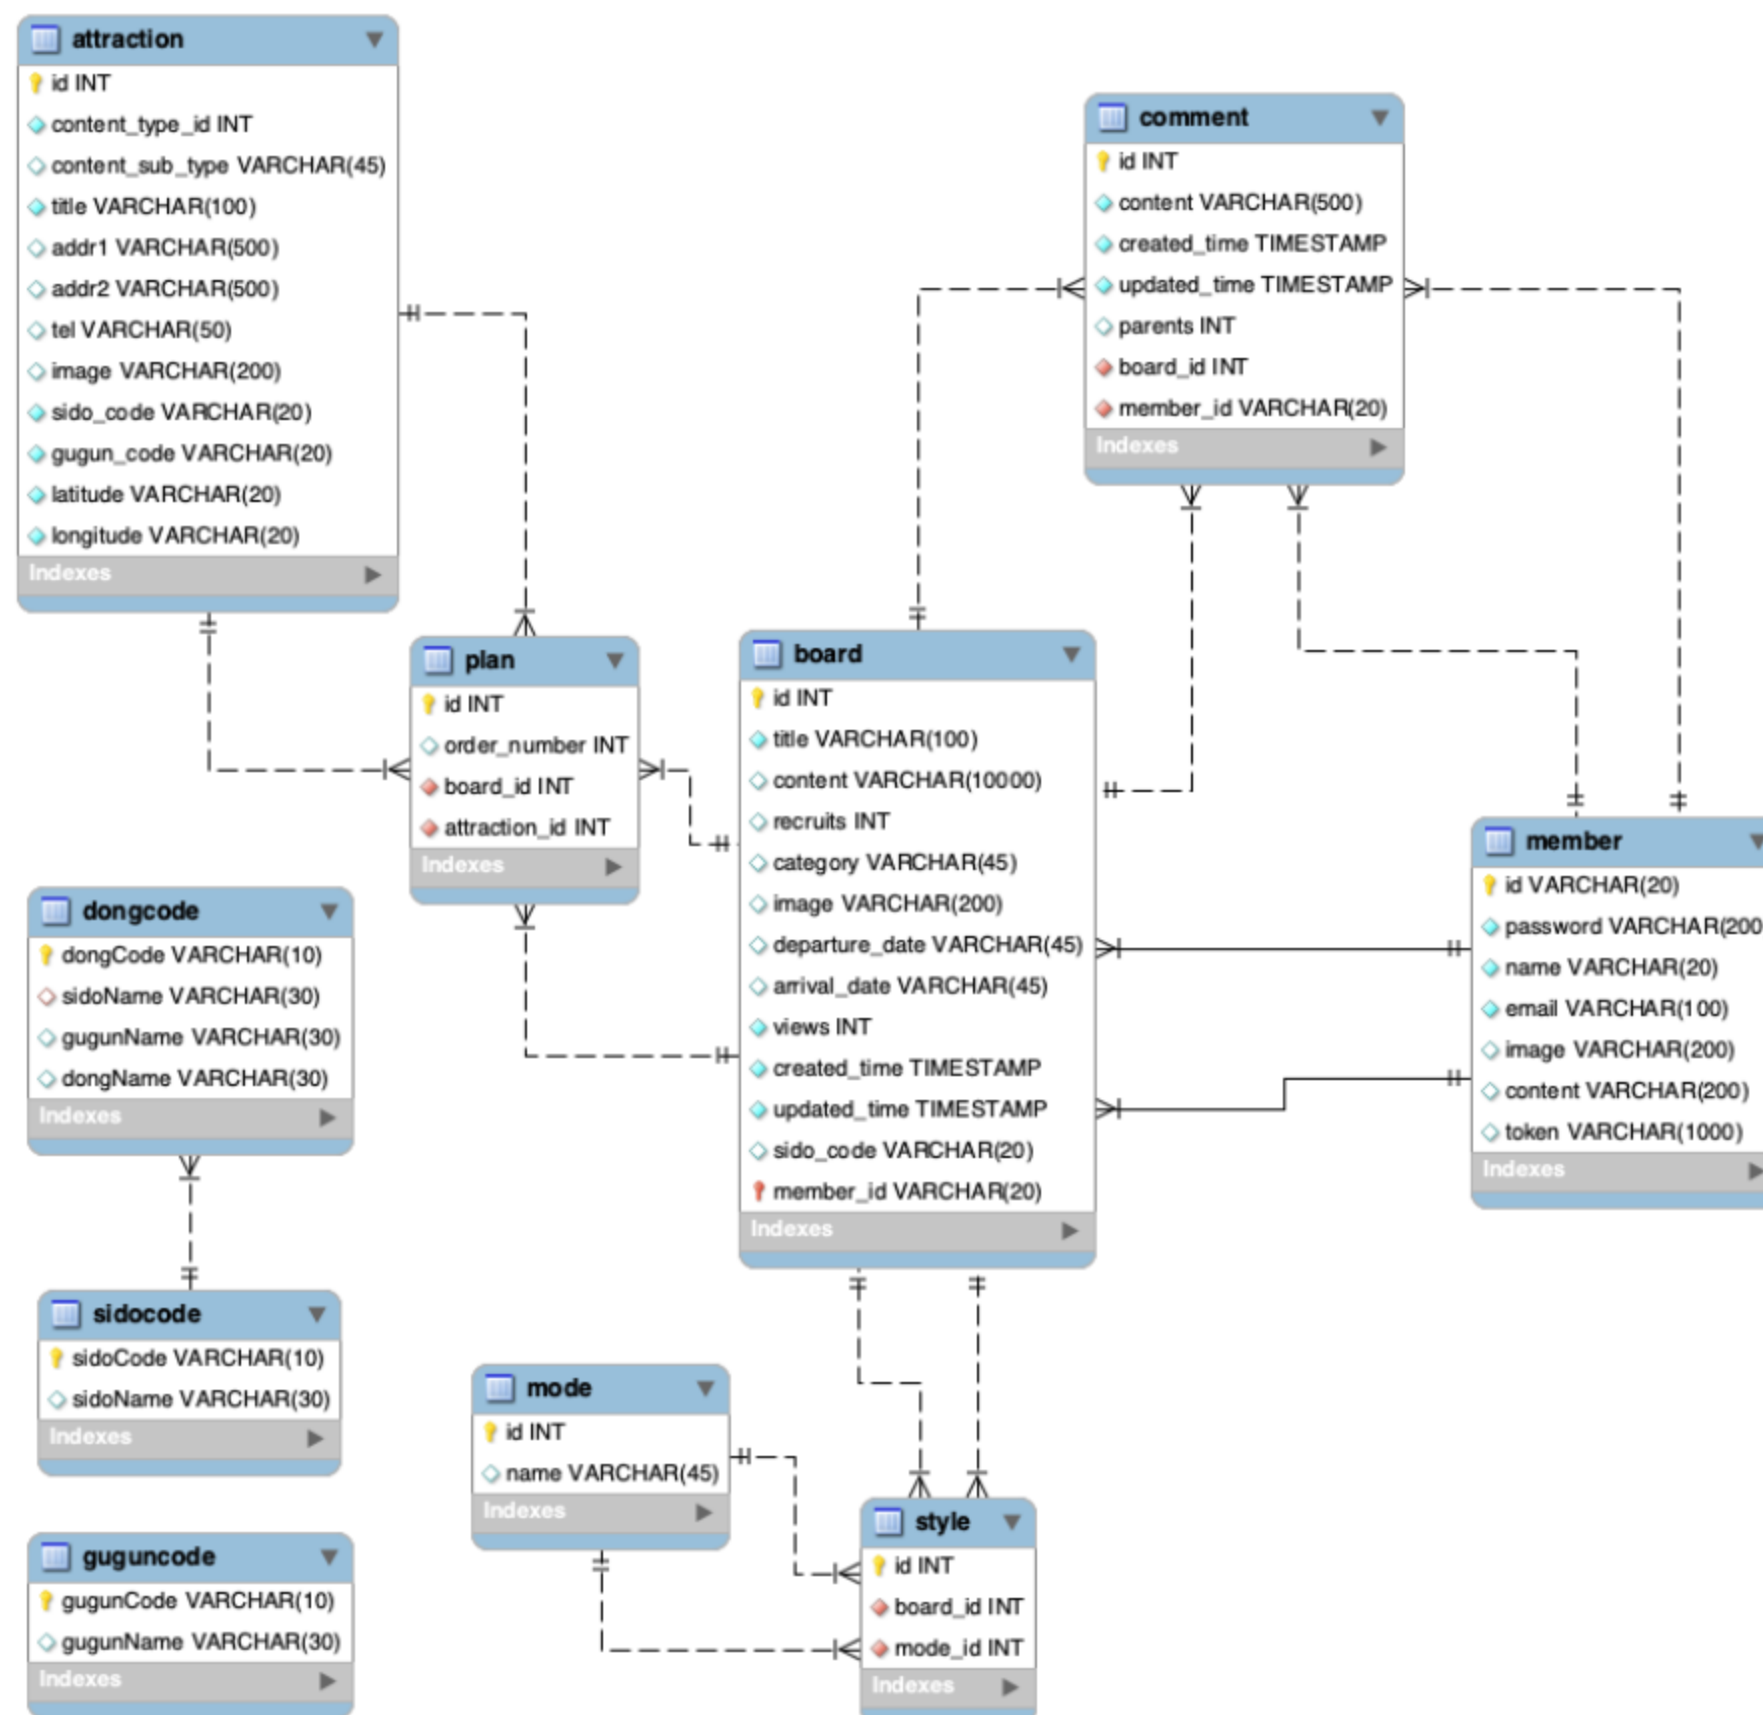 attraction
id INT
content_type_id INT
content_sub_type VARCHAR(45)
title VARCHAR(100)
addr1 VARCHAR(500)
addr2 VARCHAR(500)
tel VARCHAR(50)
image VARCHAR(200)
sido_code VARCHAR(20)
gugun_code VARCHAR(20)
latitude VARCHAR(20)
longitude VARCHAR(20)
Indexes
comment
id INT
content VARCHAR(500)
created_time TIMESTAMP
updated_time TIMESTAMP
parents INT
board_id INT
member_id VARCHAR(20)
Indexes
plan
id INT
order_number INT
board_id INT
attraction_id INT
Indexes
board
id INT
title VARCHAR(100)
content VARCHAR(10000)
recruits INT
category VARCHAR(45)
image VARCHAR(200)
departure_date VARCHAR(45)
arrival_date VARCHAR(45)
views INT
created_time TIMESTAMP
updated_time TIMESTAMP
sido_code VARCHAR(20)
member_id VARCHAR(20)
Indexes
member
id VARCHAR(20)
password VARCHAR(200
name VARCHAR(20)
email VARCHAR(100)
image VARCHAR(200)
content VARCHAR(200)
token VARCHAR(1000)
Indexes
dongcode
dongCode VARCHAR(10)
sidoName VARCHAR(30)
gugunName VARCHAR(30)
dongName VARCHAR(30)
Indexes
sidocode
sidoCode VARCHAR(10)
sidoName VARCHAR(30)
Indexes
mode
id INT
name VARCHAR(45)
Indexes
style
id INT
board_id INT
mode_id INT
Indexes
guguncode
gugunCode VARCHAR(10)
gugunName VARCHAR(30)
Indexes